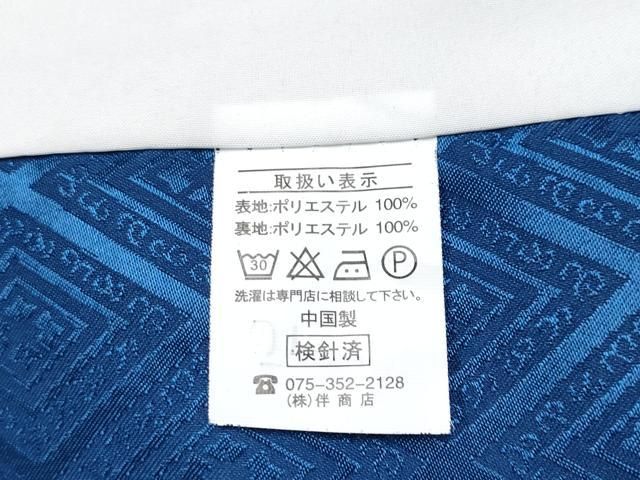 取扱い表示
表地:ポリエステル 100%
裏地:ポリエステル 100%
30 P
洗濯は専門店に相談して下さい。
中国製
検針済
☎ 075-352-2128
(株)伴商店